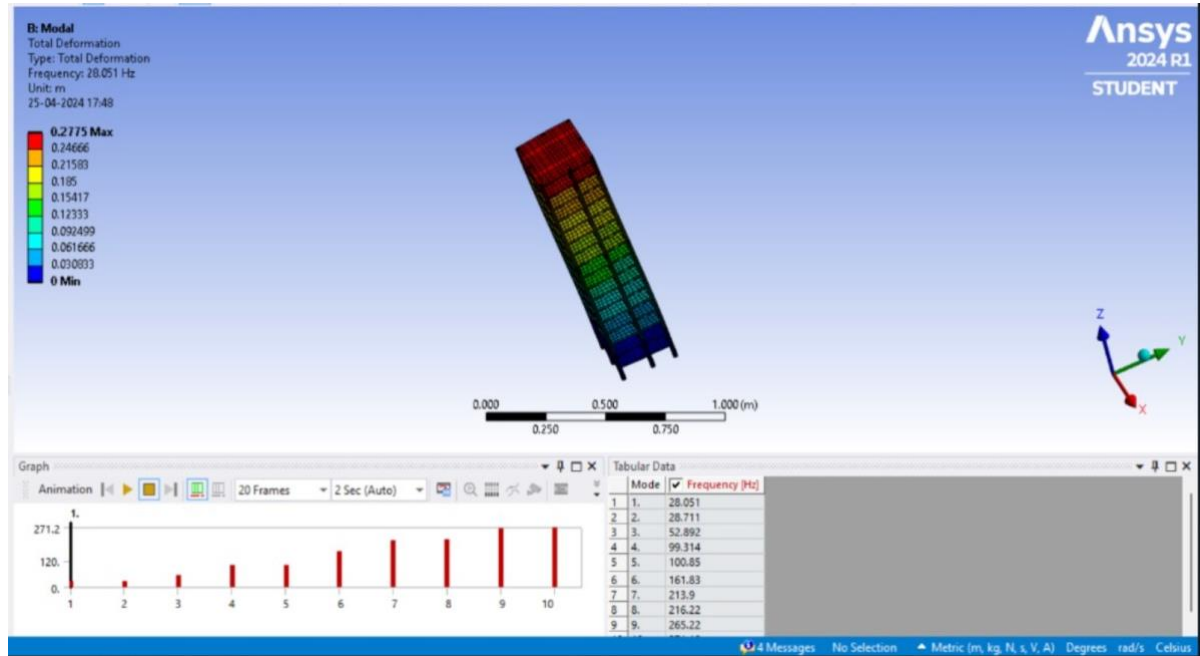 B: Modal
Total Deformation
Type: Total Deformation
Frequency: 28.051 Hz
Unit: m
25-04-2024 17:48
Ansys
2024 R1
STUDENT
0.2775 Max
0.24666
0.21583
0.185
0.15417
0.12333
0.092499
0.061666
0.030833
0 Min
Z
Y
X
0.000 0.500 1.000 (m)
0.250 0.750
Graph
Animation 20 Frames 2 Sec (Auto)
1.
271.2
120.
0.
1 2 3 4 5 6 7 8 9 10
Tabular Data
Mode Frequency [Hz]
1 1. 28.051
2 2. 28.711
3 3. 52.892
4 4. 99.314
5 5. 100.85
6 6. 161.83
7 7. 213.9
8 8. 216.22
9 9. 265.22
4 Messages No Selection Metric (m, kg, N, s, V, A) Degrees rad/s Celsius